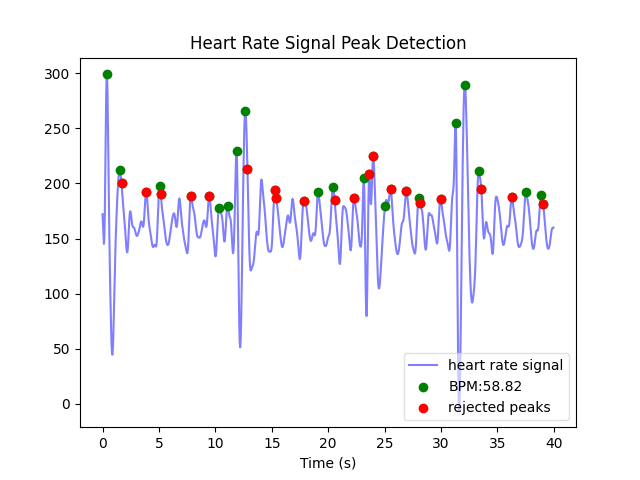 Heart Rate Signal Peak Detection
300
250
200
150
100
50
0
heart rate signal
BPM:58.82
rejected peaks
0 5 10 15 20 25 30 35 40
Time (s)